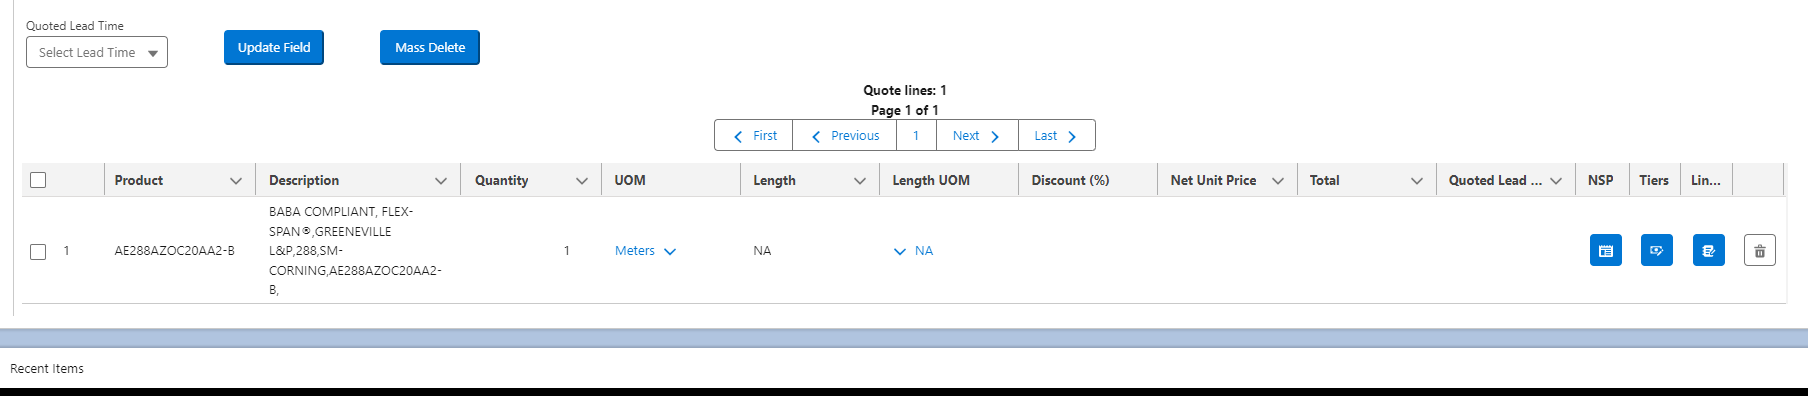 Quoted Lead Time
Select Lead Time
Update Field
Mass Delete
Quote lines: 1
Page 1 of 1
First
Previous
1
Next
Last
Product
Description
Quantity
UOM
Length
Length UOM
Discount (%)
Net Unit Price
Total
Quoted Lead ...
NSP
Tiers
Lin...
1
AE288AZOC20AA2-B
BABA COMPLIANT, FLEX-
SPAN®,GREENEVILLE
L&P,288,SM-
CORNING,AE288AZOC20AA2-
B,
1
Meters
NA
NA
Recent Items